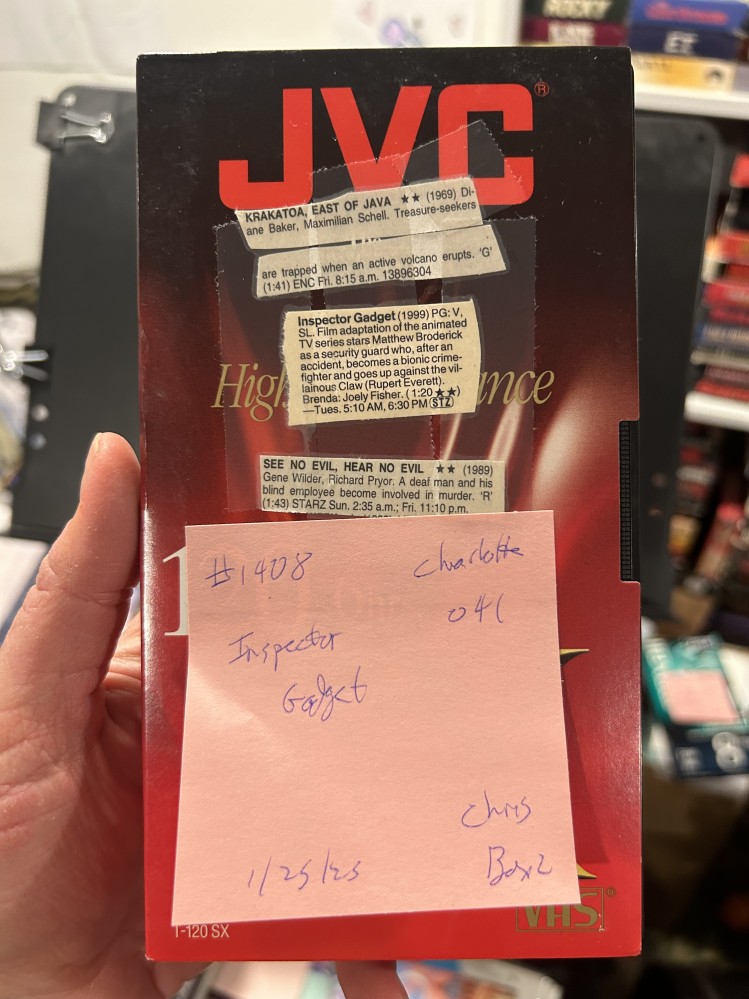 JVC®
KRAKATOA, EAST OF JAVA ★★ (1969) Di-
ane Baker, Maximilian Schell. Treasure-seekers
are trapped when an active volcano erupts. 'G'
(1:41) ENC Fri. 8:15 a.m. 13896304
Inspector Gadget (1999) PG: V,
SL. Film adaptation of the animated
TV series stars Matthew Broderick
as a security guard who, after an
accident, becomes a bionic crime-
fighter and goes up against the vil-
lainous Claw (Rupert Everett).
Brenda: Joely Fisher. (1:20 ★★)
—Tues. 5:10 AM, 6:30 PM (STZ)
High
ance
SEE NO EVIL, HEAR NO EVIL ★★ (1989)
Gene Wilder, Richard Pryor. A deaf man and his
blind employee become involved in murder. 'R'
(1:43) STARZ Sun. 2:35 a.m.; Fri. 11:10 p.m.
#1408 Charlotte
041
Inspector
Gadget
Chris
1/25/25 Box 2
T-120 SX VHS®
ET